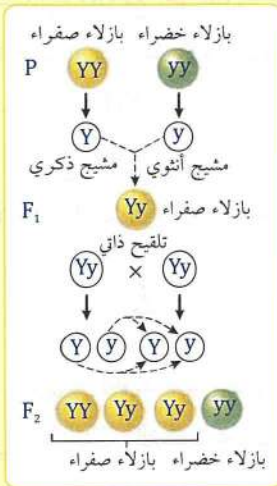 بازلاء خضراء بازلاء صفراء
P YY yy
Y y
مشيج أنثوي مشيج ذكري
F₁ Yy بازلاء صفراء
تلقيح ذاتي
Yy × Yy
Y y Y y
F₂ YY Yy Yy yy
بازلاء خضراء بازلاء صفراء